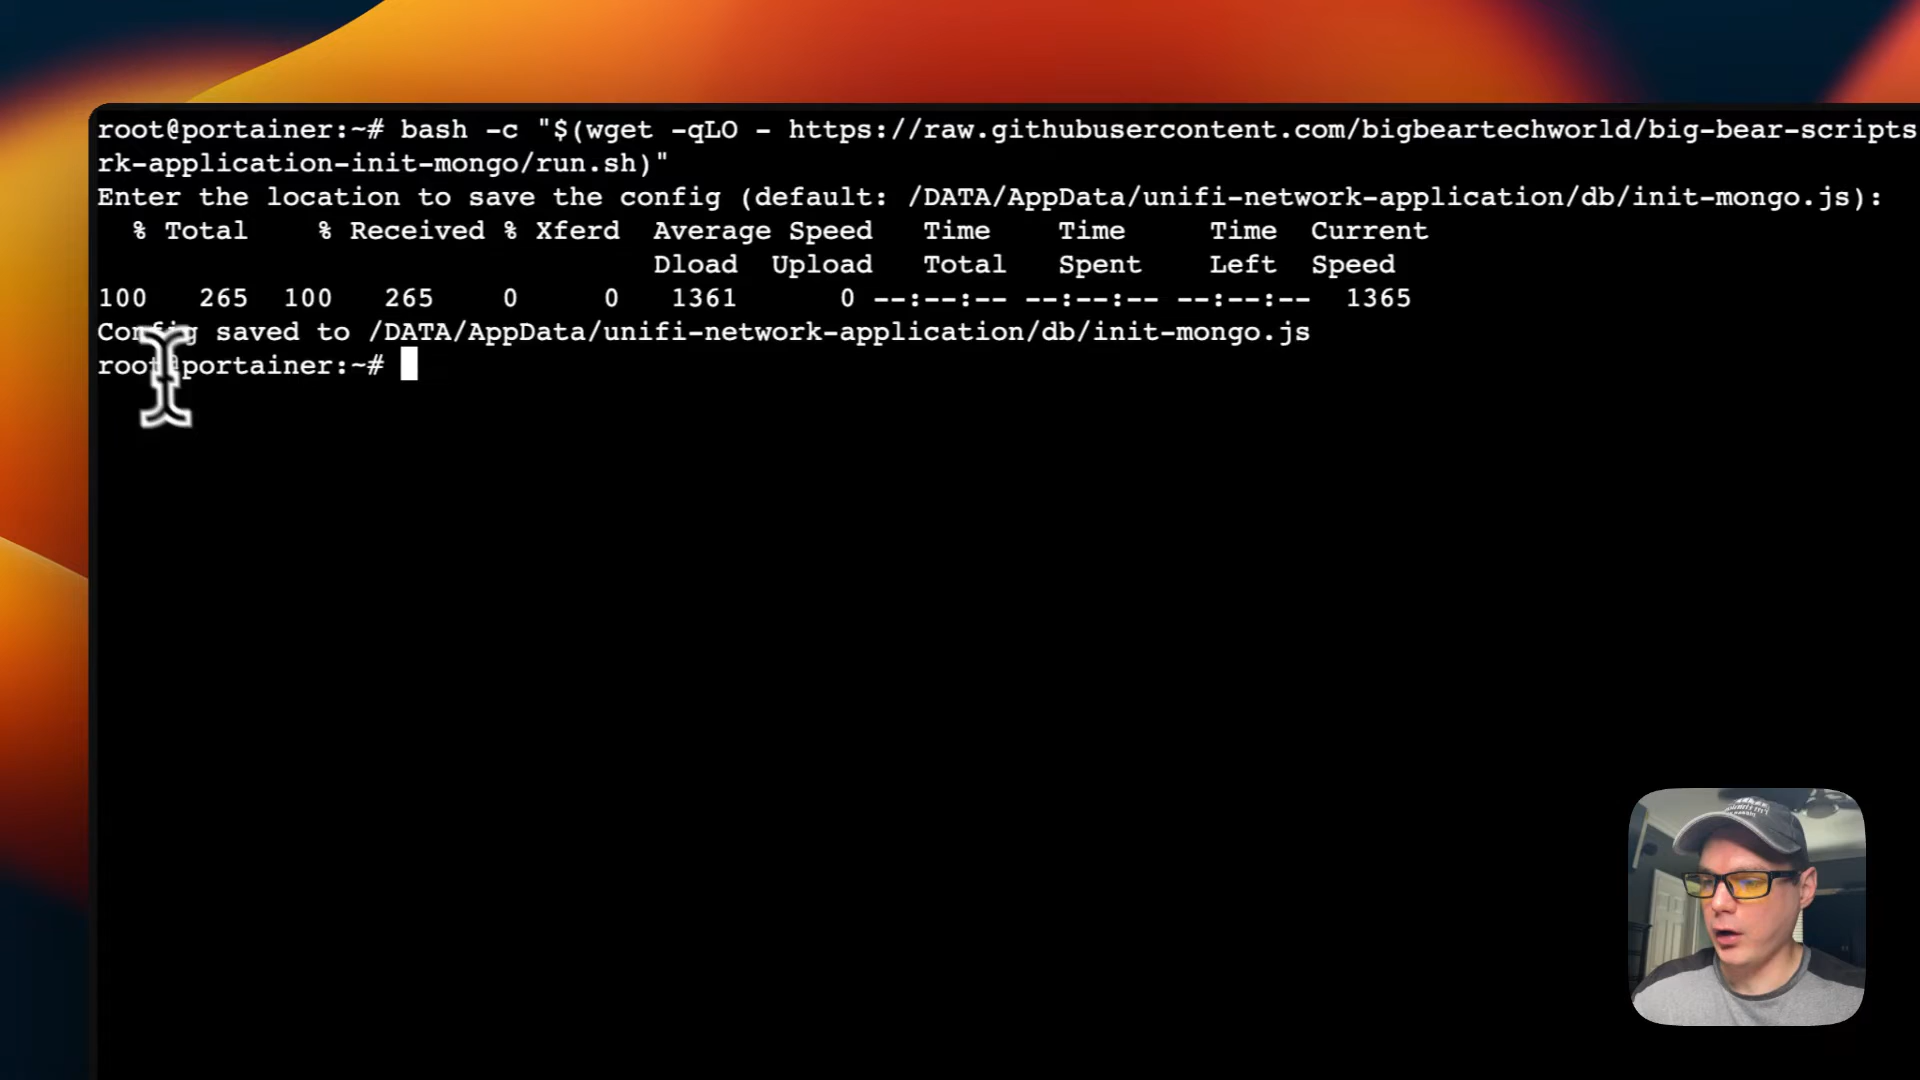 root@portainer:~# bash -c "$(wget -qLO - https://raw.githubusercontent.com/bigbeartechworld/big-bear-scripts
rk-application-init-mongo/run.sh)"
Enter the location to save the config (default: /DATA/AppData/unifi-network-application/db/init-mongo.js):
% Total % Received % Xferd Average Speed Time Time Time Current
Dload Upload Total Spent Left Speed
100 265 100 265 0 0 1361 0 --:--:-- --:--:-- --:--:-- 1365
Config saved to /DATA/AppData/unifi-network-application/db/init-mongo.js
root@portainer:~#